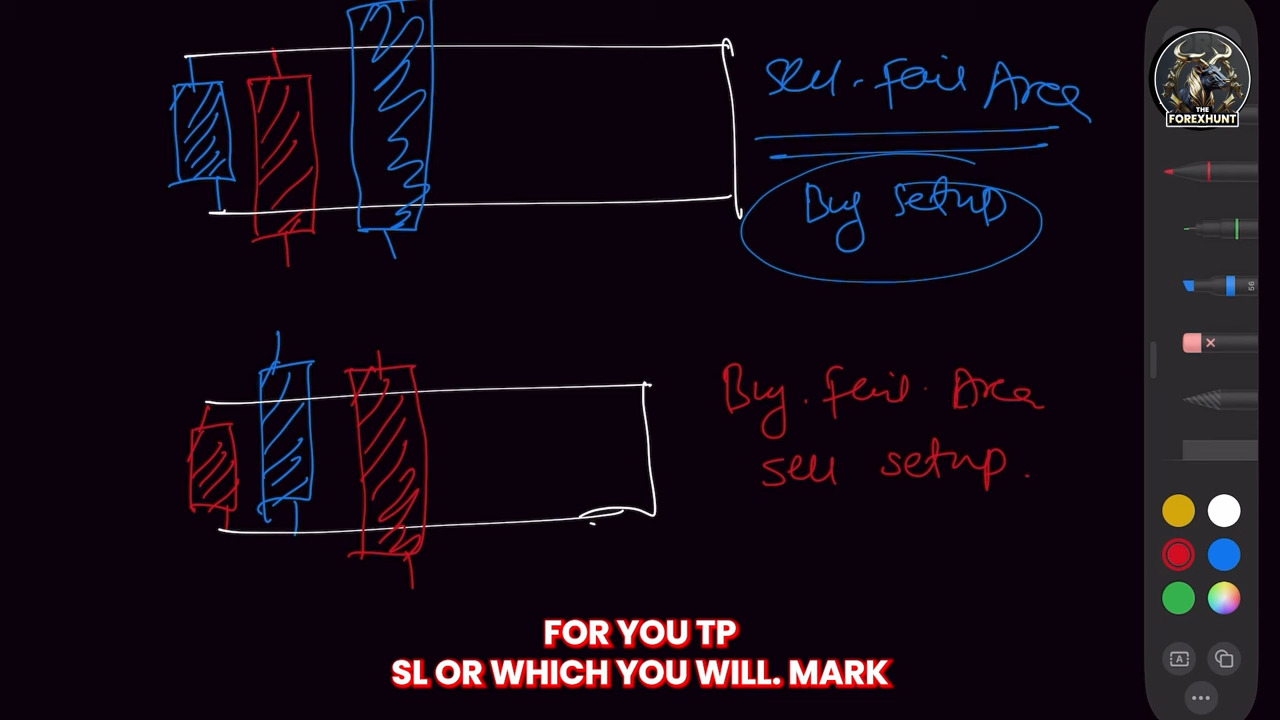 Sell. Fail Area
Buy setup
THE
FOREXHUNT
Buy. Fail. Area
sell setup.
FOR YOU TP
SL OR WHICH YOU WILL. MARK
56
A